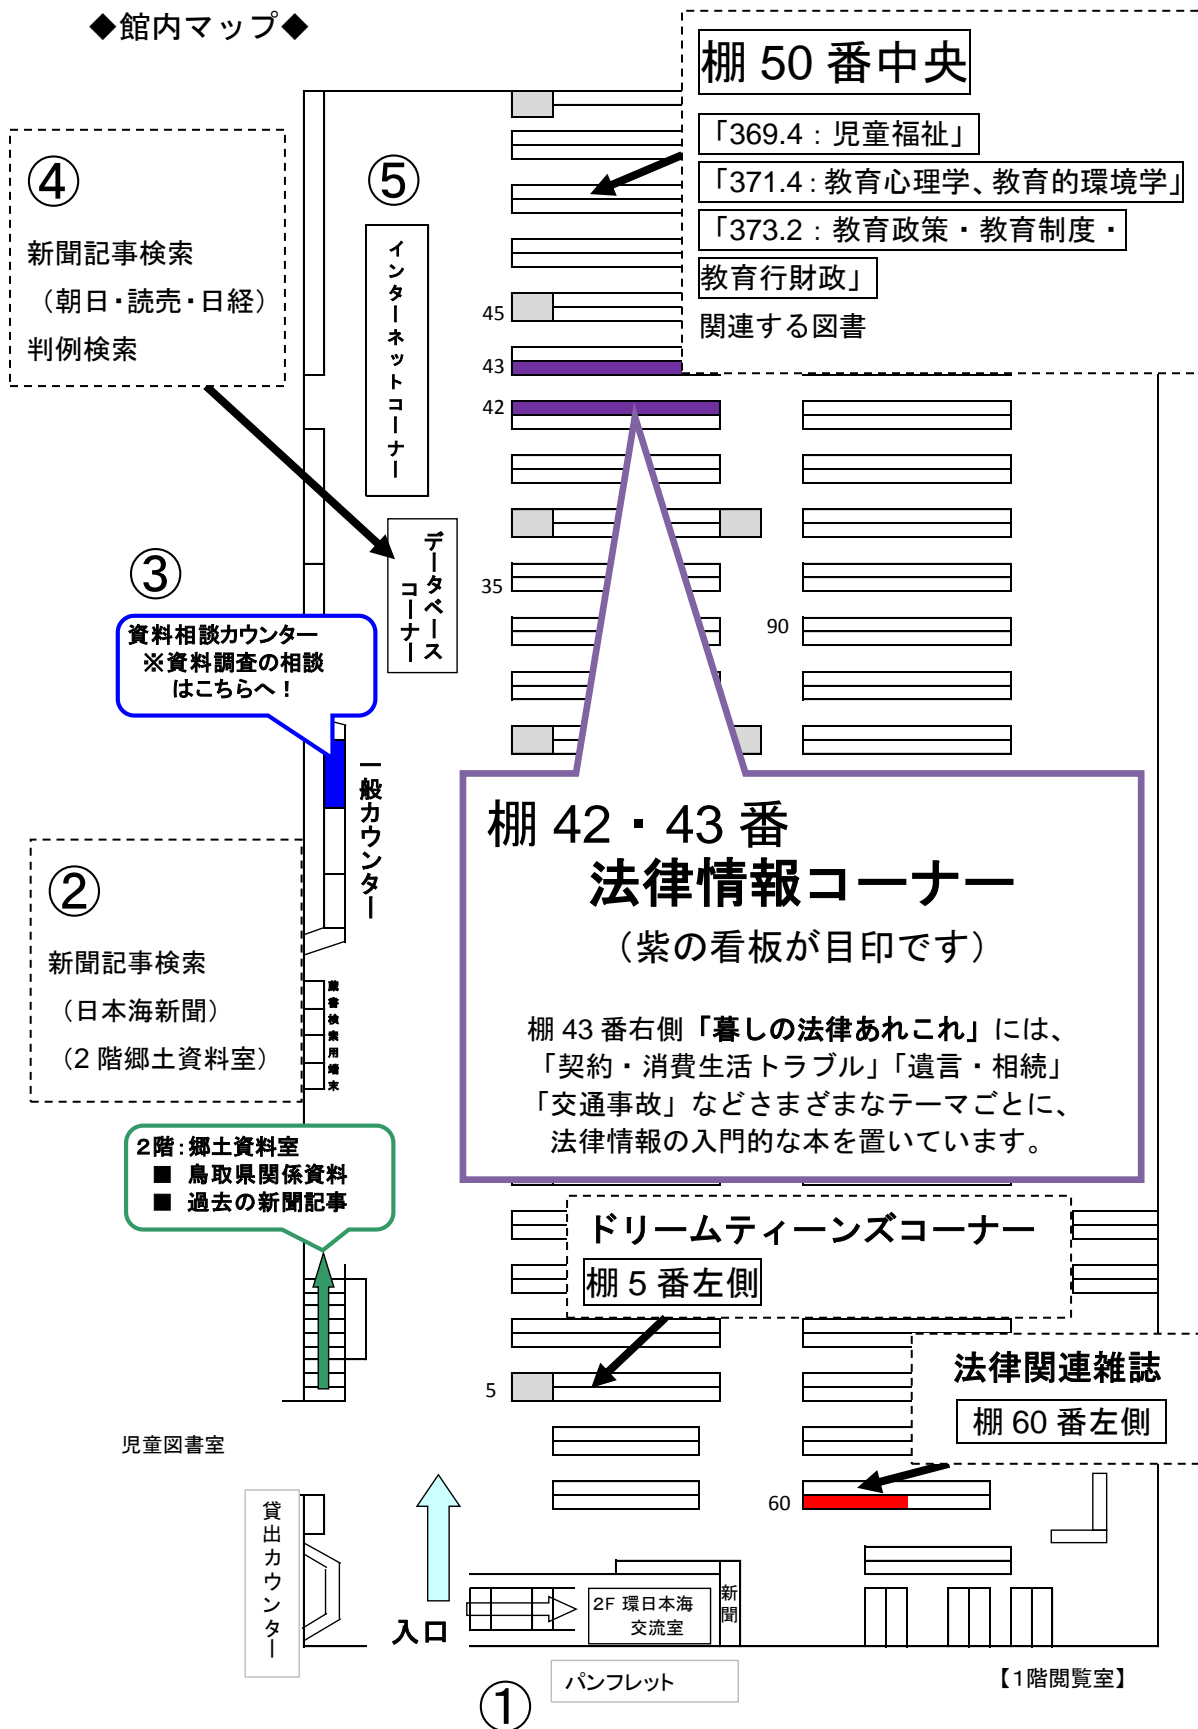 ◆館内マップ◆
棚 50 番中央
「369.4：児童福祉」
「371.4：教育心理学、教育的環境学」
「373.2：教育政策・教育制度・
教育行財政」
関連する図書
④
新聞記事検索
（朝日・読売・日経）
判例検索
⑤
インターネットコーナー
45
43
42
35
90
データベース
コーナー
③
資料相談カウンター
※資料調査の相談
はこちらへ！
一般カウンター
②
新聞記事検索
（日本海新聞）
（2 階郷土資料室）
蔵書検索用端末
棚 42・43 番
法律情報コーナー
（紫の看板が目印です）
棚 43 番右側「暮しの法律あれこれ」には、
「契約・消費生活トラブル」「遺言・相続」
「交通事故」などさまざまなテーマごとに、
法律情報の入門的な本を置いています。
2階：郷土資料室
■ 鳥取県関係資料
■ 過去の新聞記事
ドリームティーンズコーナー
棚 5 番左側
5
法律関連雑誌
棚 60 番左側
60
児童図書室
貸出カウンター
入口
2F 環日本海
交流室
新聞
①
パンフレット
【1階閲覧室】